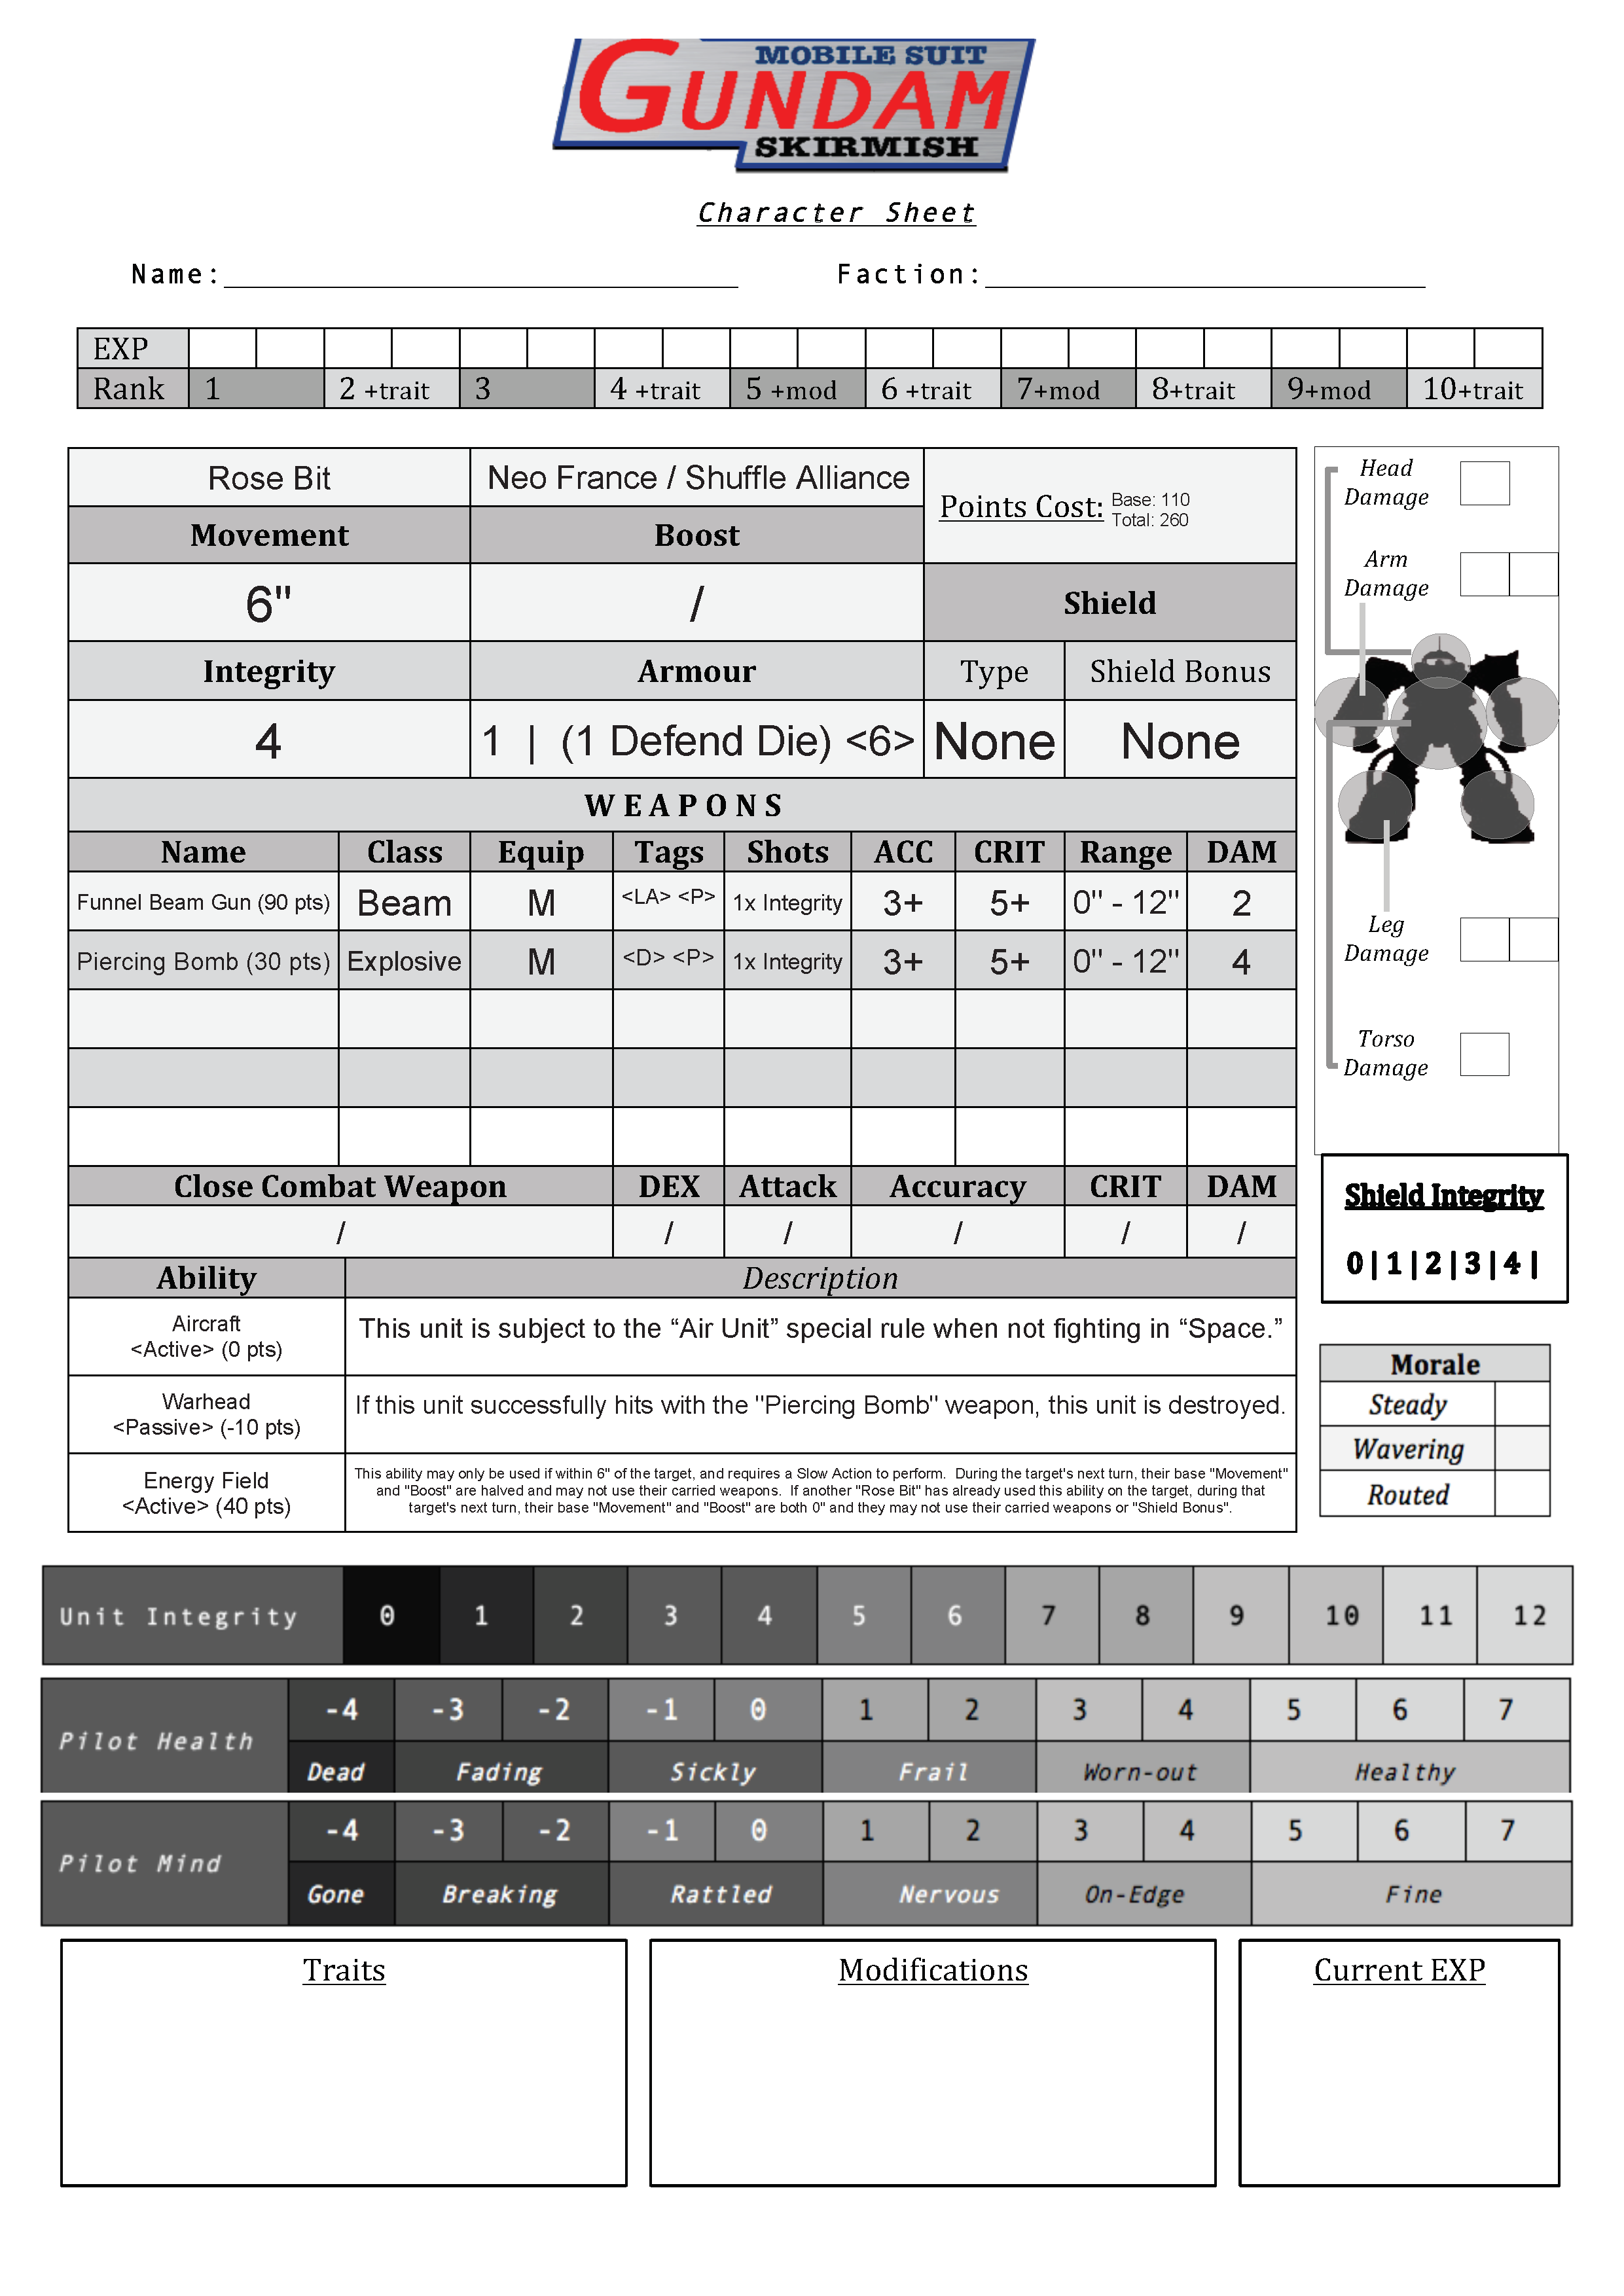 MOBILE SUIT
GUNDAM
SKIRMISH
Character Sheet
Name: Faction:
EXP
Rank 1 2 +trait 3 4 +trait 5 +mod 6 +trait 7+mod 8+trait 9+mod 10+trait
Rose Bit Neo France / Shuffle Alliance Points Cost: Base: 110
Total: 260
Movement Boost
6" / Shield
Integrity Armour Type Shield Bonus
4 1 | (1 Defend Die) <6> None None
WEAPONS
Name Class Equip Tags Shots ACC CRIT Range DAM
Funnel Beam Gun (90 pts) Beam M <LA> <P> 1x Integrity 3+ 5+ 0" - 12" 2
Piercing Bomb (30 pts) Explosive M <D> <P> 1x Integrity 3+ 5+ 0" - 12" 4
Close Combat Weapon DEX Attack Accuracy CRIT DAM
/ / / / / /
Ability Description
Aircraft
<Active> (0 pts)
This unit is subject to the “Air Unit” special rule when not fighting in “Space.”
Warhead
<Passive> (-10 pts)
If this unit successfully hits with the "Piercing Bomb" weapon, this unit is destroyed.
Energy Field
<Active> (40 pts)
This ability may only be used if within 6" of the target, and requires a Slow Action to perform. During the target's next turn, their base "Movement"
and "Boost" are halved and may not use their carried weapons. If another "Rose Bit" has already used this ability on the target, during that
target's next turn, their base "Movement" and "Boost" are both 0" and they may not use their carried weapons or "Shield Bonus".
Head
Damage
Arm
Damage
Leg
Damage
Torso
Damage
Shield Integrity
0 | 1 | 2 | 3 | 4 |
Morale
Steady
Wavering
Routed
Unit Integrity 0 1 2 3 4 5 6 7 8 9 10 11 12
Pilot Health -4 -3 -2 -1 0 1 2 3 4 5 6 7
Dead Fading Sickly Frail Worn-out Healthy
Pilot Mind -4 -3 -2 -1 0 1 2 3 4 5 6 7
Gone Breaking Rattled Nervous On-Edge Fine
Traits Modifications Current EXP